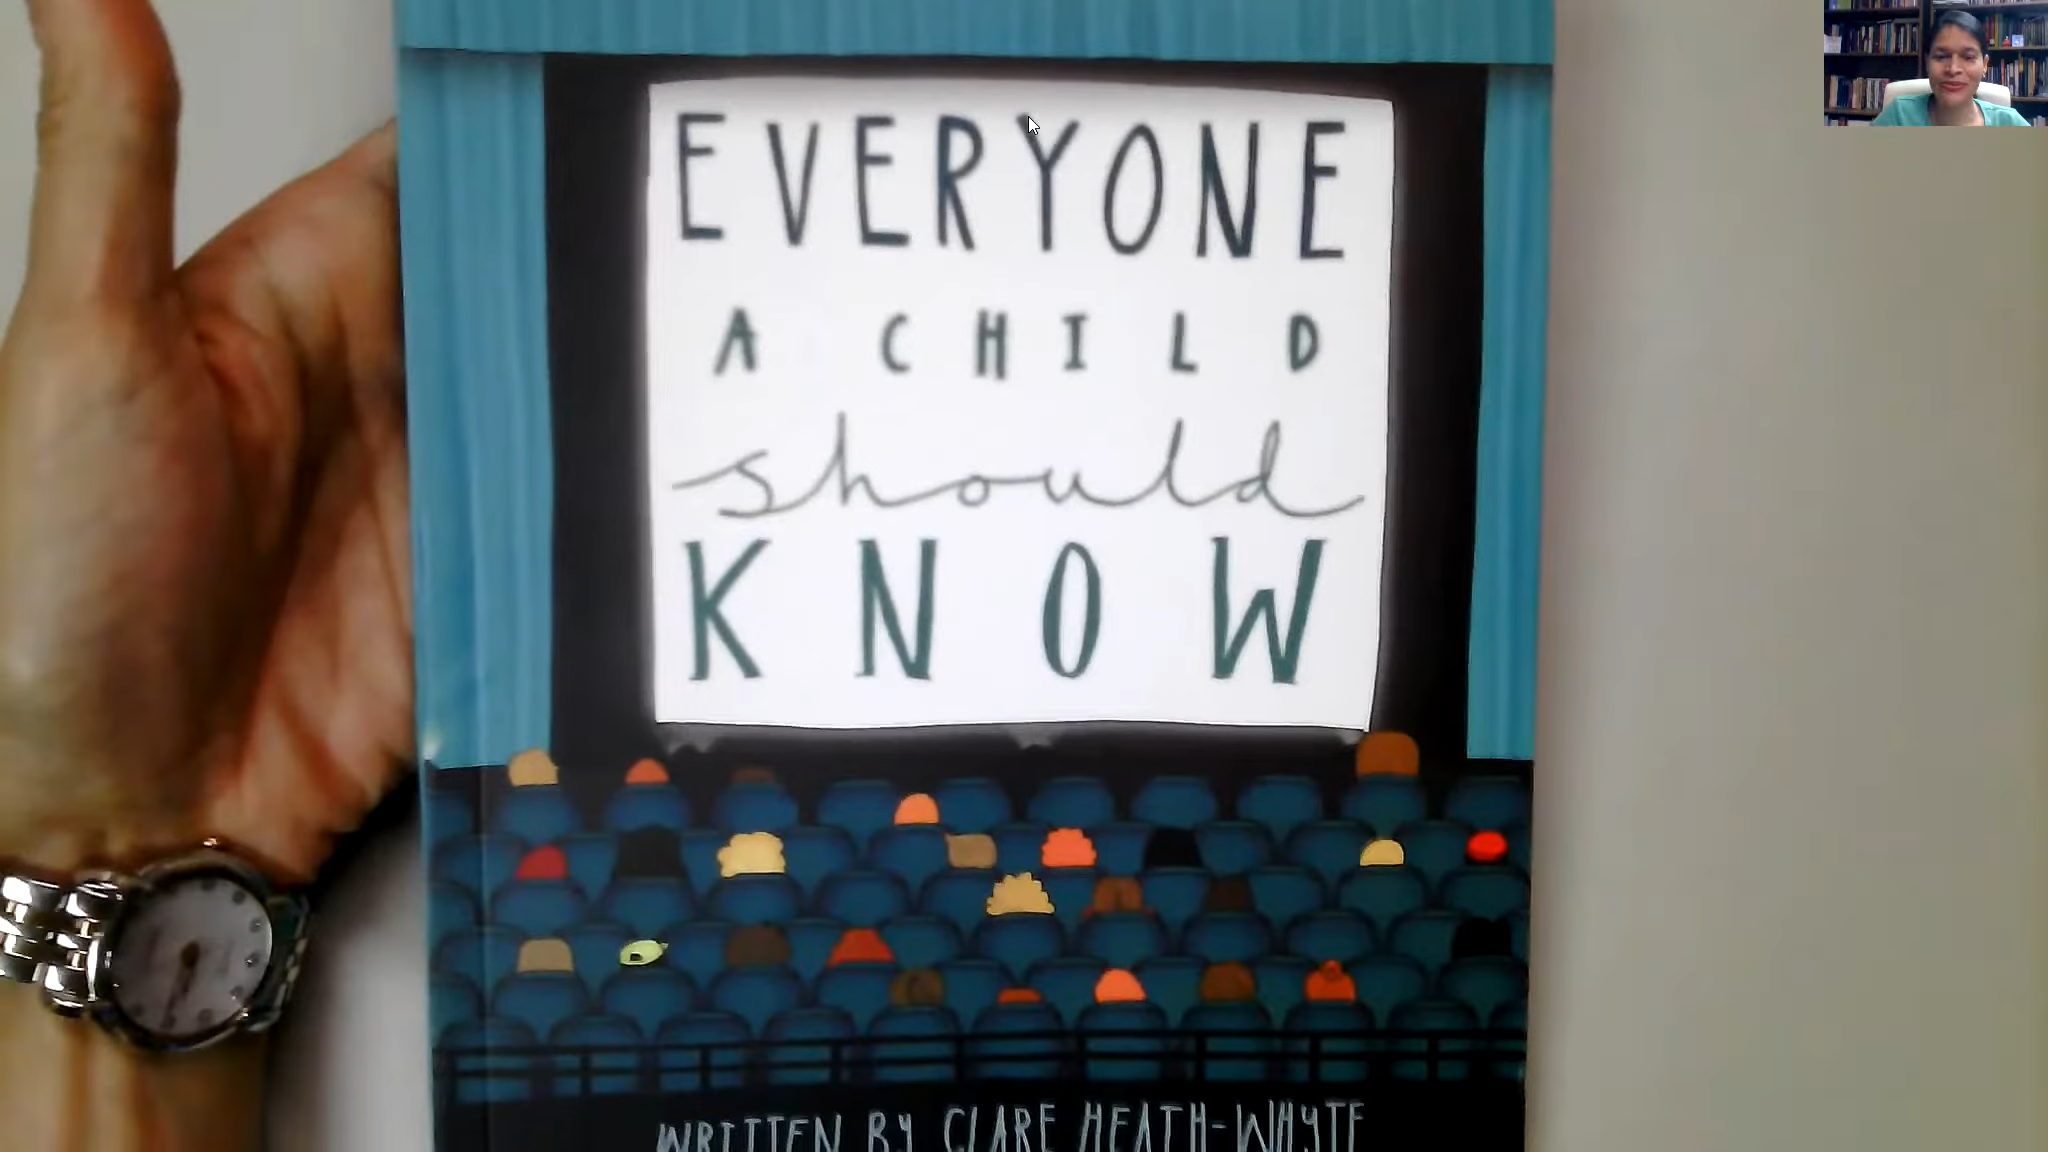 EVERYONE
A CHILD
should
KNOW
WRITTEN BY CLARE HEATH-WHYTE